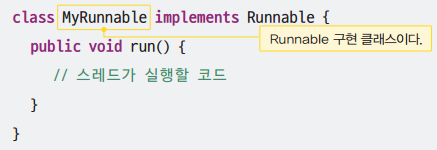 class MyRunnable implements Runnable {
Runnable 구현 클래스이다.
public void run() {
// 스레드가 실행할 코드
}
}